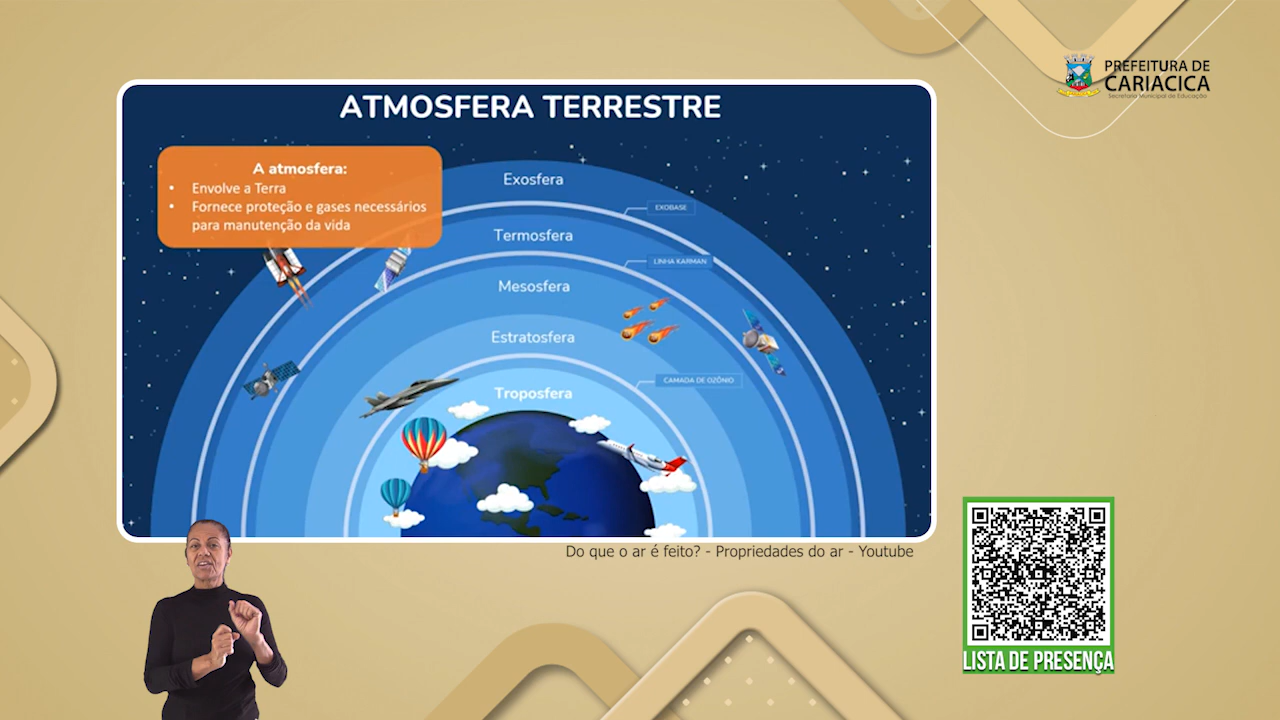 PREFEITURA DE
CARIACICA
Secretaria Municipal de Educação
ATMOSFERA TERRESTRE
A atmosfera:
• Envolve a Terra
• Fornece proteção e gases necessários
para manutenção da vida
Exosfera
EXOBASE
Termosfera
LINHA KARMAN
Mesosfera
Estratosfera
CAMADA DE OZÔNIO
Troposfera
Do que o ar é feito? - Propriedades do ar - Youtube
LISTA DE PRESENÇA